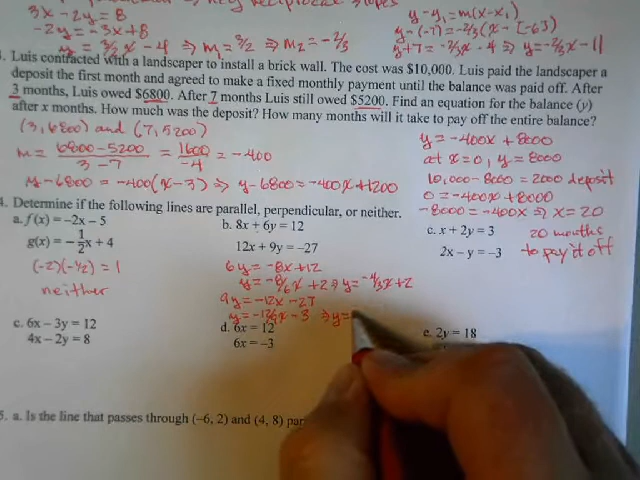 3x - 2y = 8
-2y = -3x + 8
y = 3/2 x - 4 ⇒ m₁ = 3/2 ⇒ m₂ = -2/3
y - y₁ = m(x - x₁)
y - (-7) = -2/3 (x - [-6])
y + 7 = -2/3 x - 4 ⇒ y = -2/3 x - 11
Luis contracted with a landscaper to install a brick wall. The cost was $10,000. Luis paid the landscaper a
deposit the first month and agreed to make a fixed monthly payment until the balance was paid off. After
3 months, Luis owed $6800. After 7 months Luis still owed $5200. Find an equation for the balance (y)
after x months. How much was the deposit? How many months will it take to pay off the entire balance?
(3, 6800) and (7, 5200)
m = 6800 - 5200 / 3 - 7 = 1600 / -4 = -400
y - 6800 = -400(x - 3) ⇒ y - 6800 = -400x + 1200
y = -400x + 8000
at x = 0, y = 8000
10,000 - 8000 = 2000 deposit
0 = -400x + 8000
-8000 = -400x ⇒ x = 20
20 months
to pay it off
4. Determine if the following lines are parallel, perpendicular, or neither.
a. f(x) = -2x - 5
g(x) = -1/2 x + 4
(-2)(-1/2) = 1
neither
b. 8x + 6y = 12
12x + 9y = -27
6y = -8x + 12
y = -8/6 x + 2 ⇒ y = -4/3 x + 2
9y = -12x - 27
y = -12/9 x - 3 ⇒ y =
c. x + 2y = 3
2x - y = -3
c. 6x - 3y = 12
4x - 2y = 8
d. 6x = 12
6x = -3
e. 2y = 18
5. a. Is the line that passes through (-6, 2) and (4, 8)